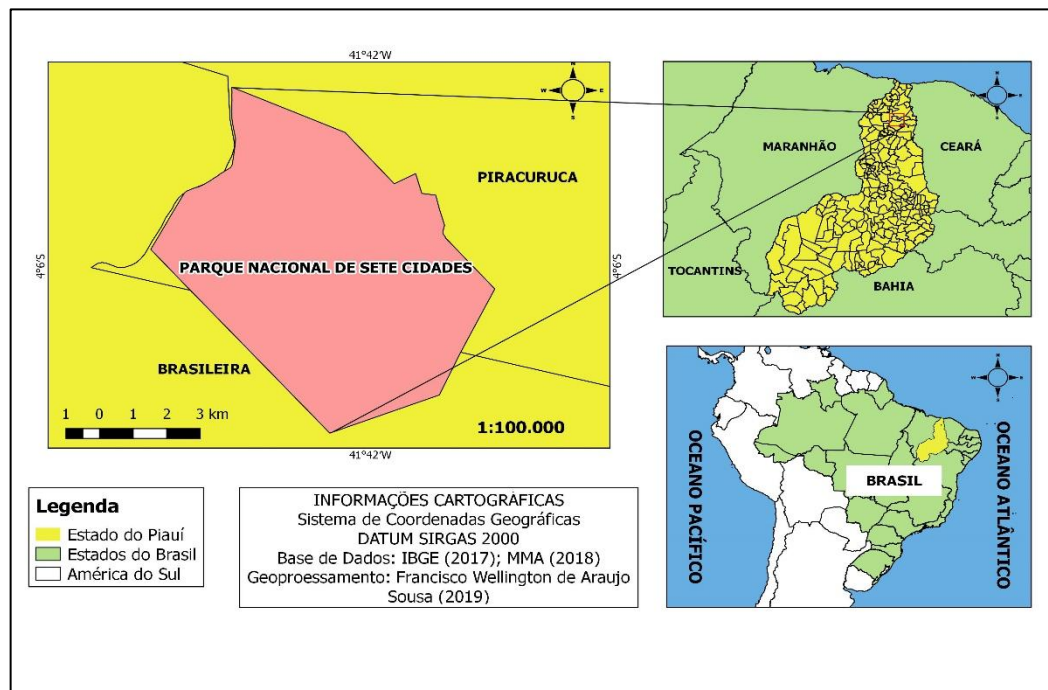 41°42'W
PIRACURUCA
4°6'S
4°6'S
PARQUE NACIONAL DE SETE CIDADES
BRASILEIRA
1 0 1 2 3 km
1:100.000
41°42'W
MARANHÃO
CEARÁ
TOCANTINS
BAHIA
OCEANO PACÍFICO
BRASIL
OCEANO ATLÂNTICO
Legenda
Estado do Piauí
Estados do Brasil
América do Sul
INFORMAÇÕES CARTOGRÁFICAS
Sistema de Coordenadas Geográficas
DATUM SIRGAS 2000
Base de Dados: IBGE (2017); MMA (2018)
Geoproessamento: Francisco Wellington de Araujo
Sousa (2019)